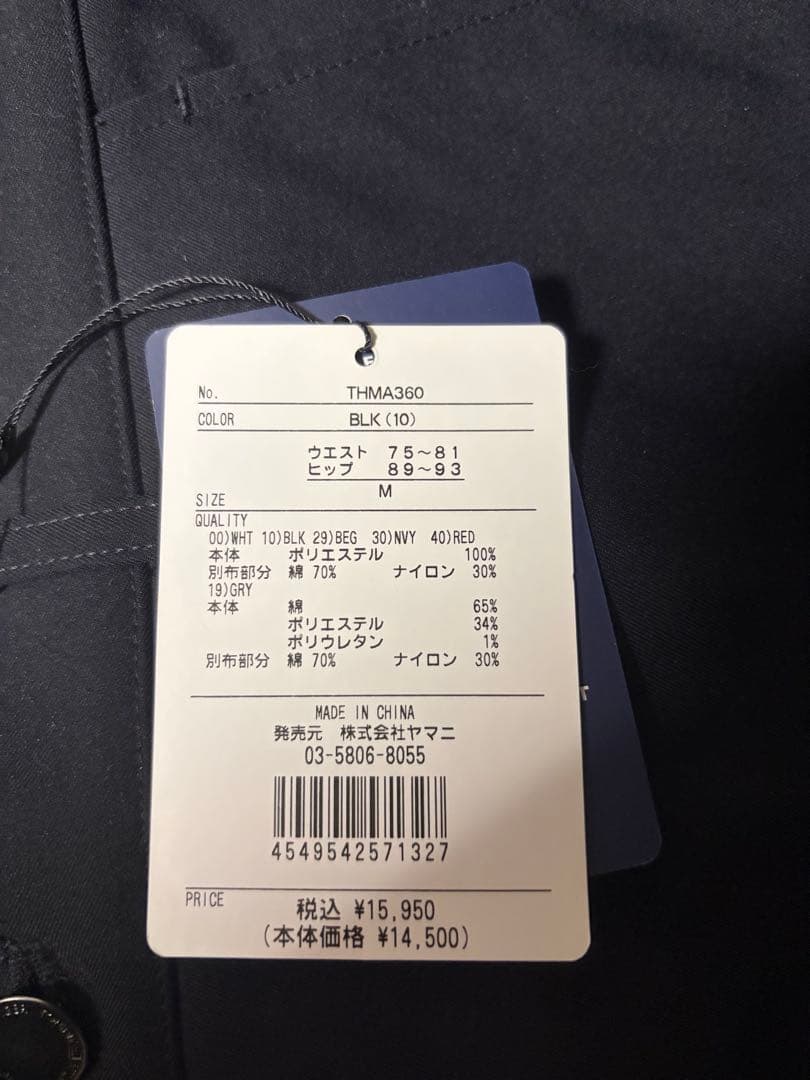 No. THMA360
COLOR BLK(10)
ウエスト 75～81
ヒップ 89～93
SIZE M
QUALITY
00)WHT 10)BLK 29)BEG 30)NVY 40)RED
本体 ポリエステル 100%
別布部分 綿 70% ナイロン 30%
19)GRY
本体 綿 65%
ポリエステル 34%
ポリウレタン 1%
別布部分 綿 70% ナイロン 30%
MADE IN CHINA
発売元 株式会社ヤマニ
03-5806-8055
4549542571327
PRICE 税込 ¥15,950
(本体価格 ¥14,500)